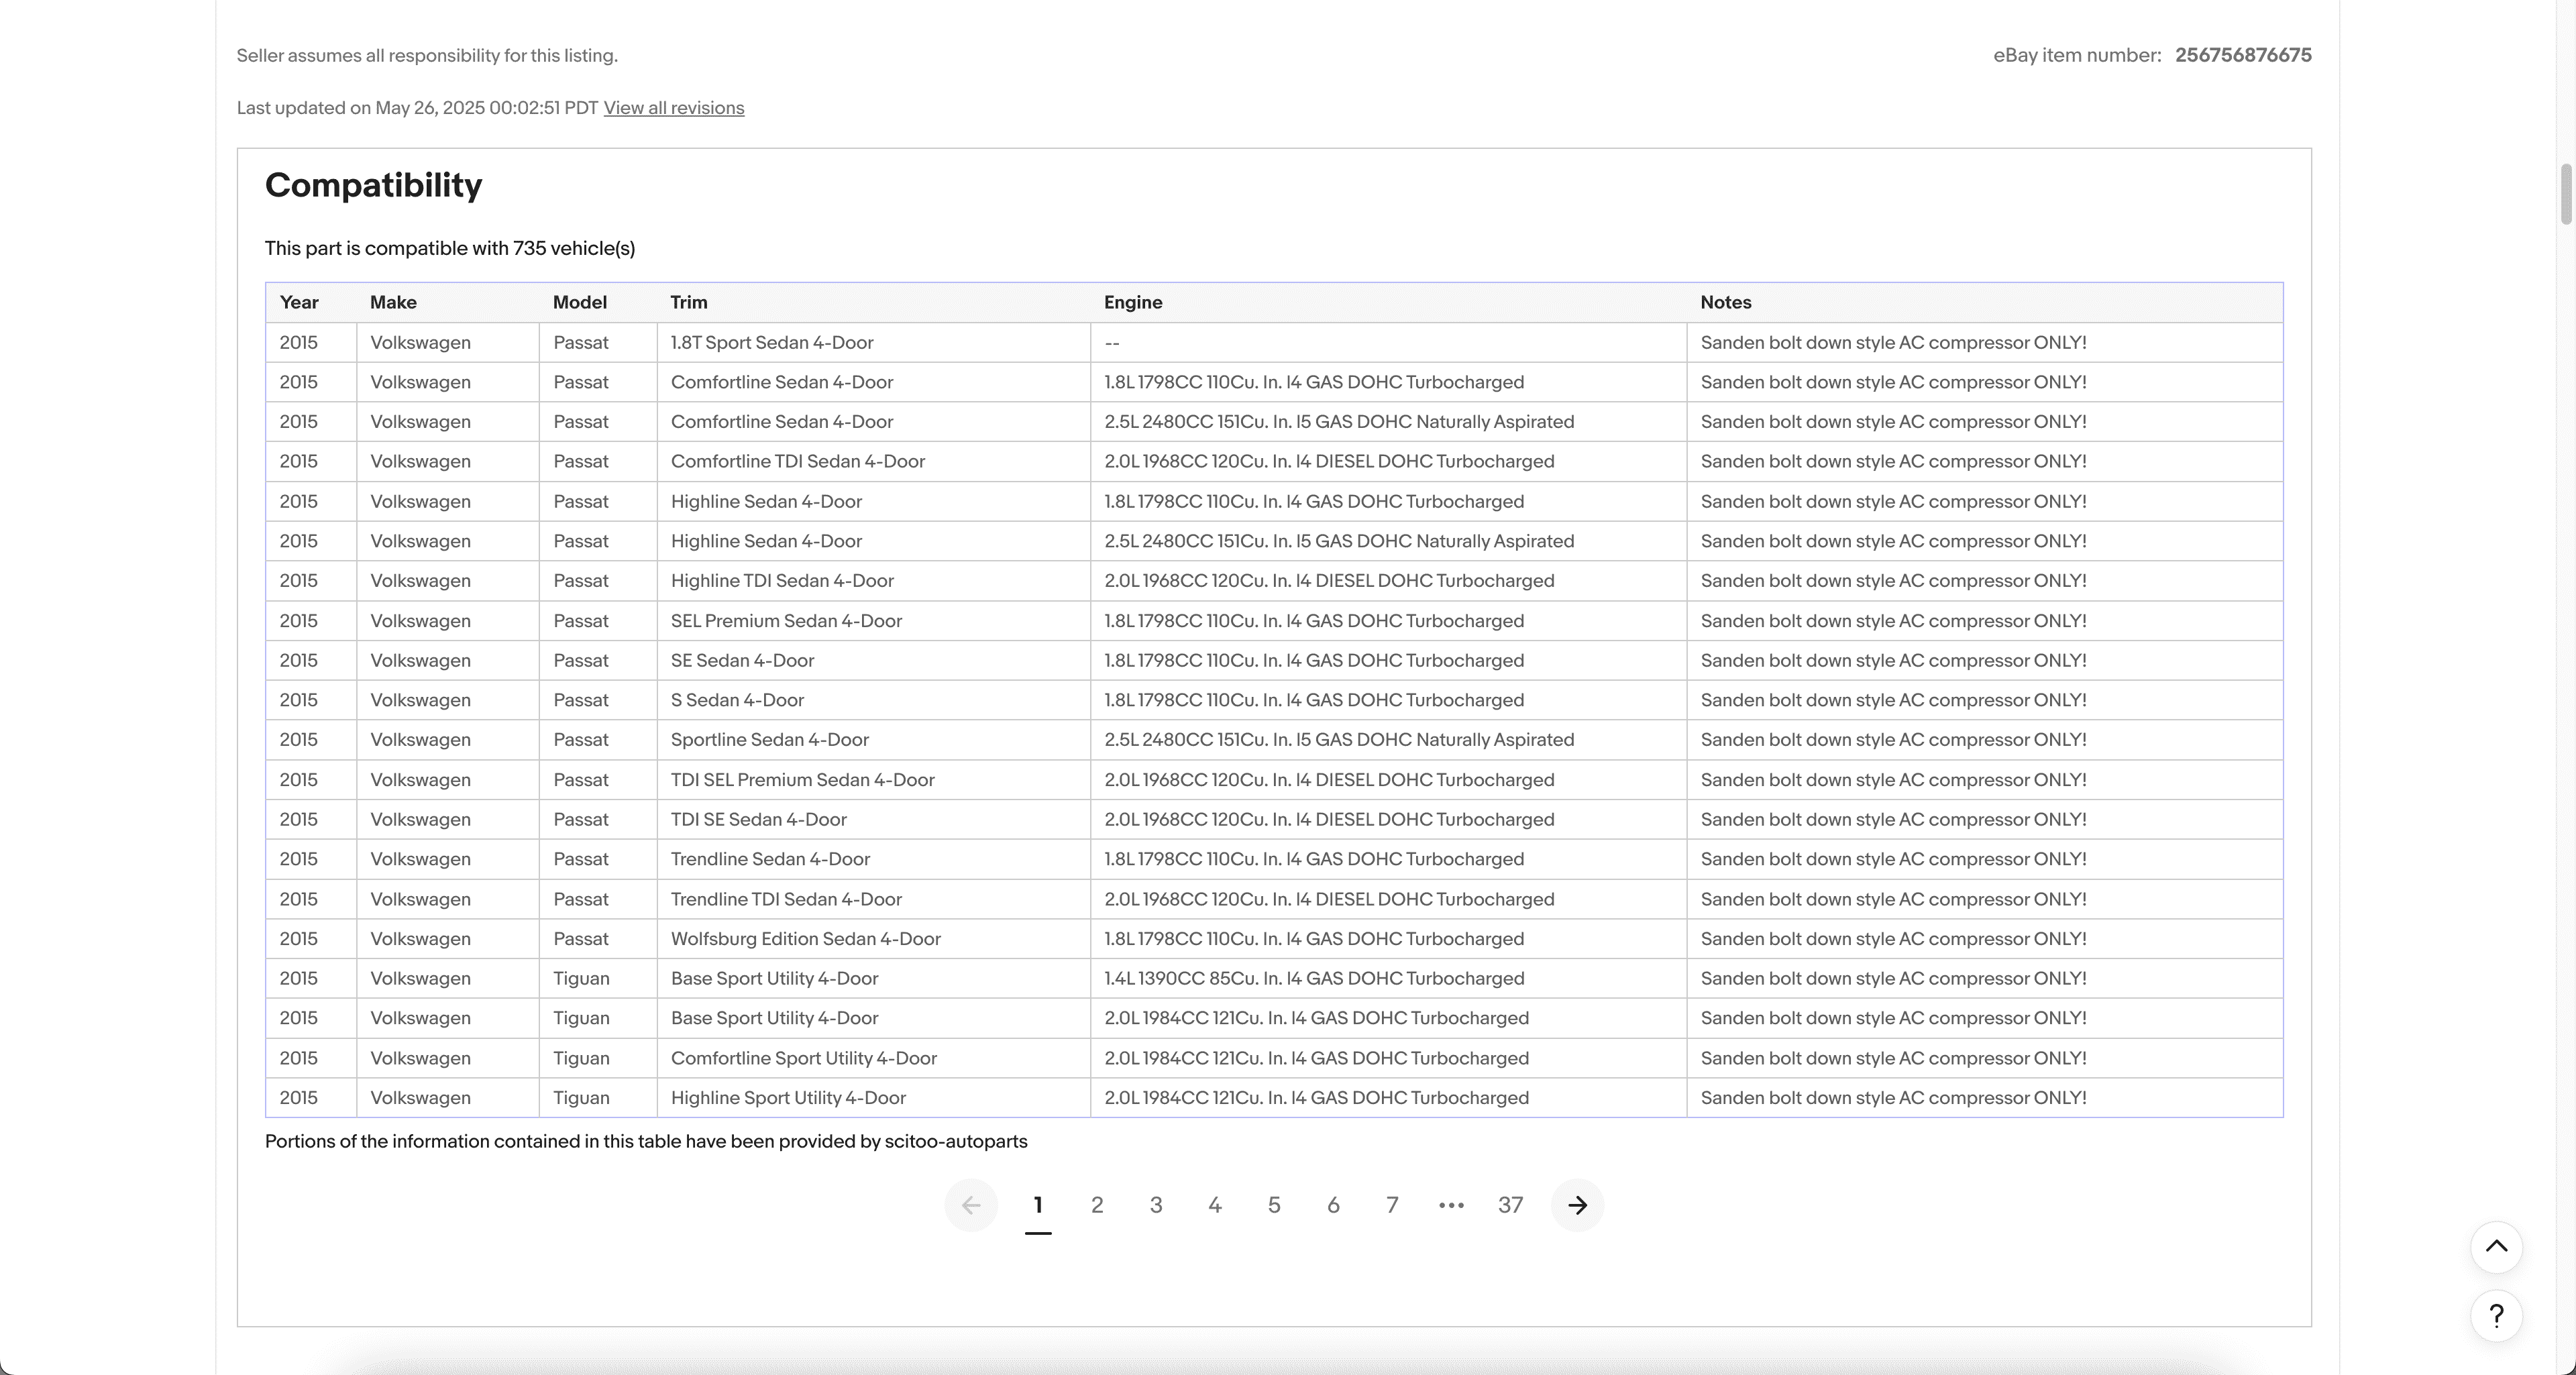 Seller assumes all responsibility for this listing.
eBay item number: 256756876675
Last updated on May 26, 2025 00:02:51 PDT View all revisions
Compatibility
This part is compatible with 735 vehicle(s)
Year Make Model Trim Engine Notes
2015 Volkswagen Passat 1.8T Sport Sedan 4-Door -- Sanden bolt down style AC compressor ONLY!
2015 Volkswagen Passat Comfortline Sedan 4-Door 1.8L 1798CC 110Cu. In. l4 GAS DOHC Turbocharged Sanden bolt down style AC compressor ONLY!
2015 Volkswagen Passat Comfortline Sedan 4-Door 2.5L 2480CC 151Cu. In. l5 GAS DOHC Naturally Aspirated Sanden bolt down style AC compressor ONLY!
2015 Volkswagen Passat Comfortline TDI Sedan 4-Door 2.0L 1968CC 120Cu. In. l4 DIESEL DOHC Turbocharged Sanden bolt down style AC compressor ONLY!
2015 Volkswagen Passat Highline Sedan 4-Door 1.8L 1798CC 110Cu. In. l4 GAS DOHC Turbocharged Sanden bolt down style AC compressor ONLY!
2015 Volkswagen Passat Highline Sedan 4-Door 2.5L 2480CC 151Cu. In. l5 GAS DOHC Naturally Aspirated Sanden bolt down style AC compressor ONLY!
2015 Volkswagen Passat Highline TDI Sedan 4-Door 2.0L 1968CC 120Cu. In. l4 DIESEL DOHC Turbocharged Sanden bolt down style AC compressor ONLY!
2015 Volkswagen Passat SEL Premium Sedan 4-Door 1.8L 1798CC 110Cu. In. l4 GAS DOHC Turbocharged Sanden bolt down style AC compressor ONLY!
2015 Volkswagen Passat SE Sedan 4-Door 1.8L 1798CC 110Cu. In. l4 GAS DOHC Turbocharged Sanden bolt down style AC compressor ONLY!
2015 Volkswagen Passat S Sedan 4-Door 1.8L 1798CC 110Cu. In. l4 GAS DOHC Turbocharged Sanden bolt down style AC compressor ONLY!
2015 Volkswagen Passat Sportline Sedan 4-Door 2.5L 2480CC 151Cu. In. l5 GAS DOHC Naturally Aspirated Sanden bolt down style AC compressor ONLY!
2015 Volkswagen Passat TDI SEL Premium Sedan 4-Door 2.0L 1968CC 120Cu. In. l4 DIESEL DOHC Turbocharged Sanden bolt down style AC compressor ONLY!
2015 Volkswagen Passat TDI SE Sedan 4-Door 2.0L 1968CC 120Cu. In. l4 DIESEL DOHC Turbocharged Sanden bolt down style AC compressor ONLY!
2015 Volkswagen Passat Trendline Sedan 4-Door 1.8L 1798CC 110Cu. In. l4 GAS DOHC Turbocharged Sanden bolt down style AC compressor ONLY!
2015 Volkswagen Passat Trendline TDI Sedan 4-Door 2.0L 1968CC 120Cu. In. l4 DIESEL DOHC Turbocharged Sanden bolt down style AC compressor ONLY!
2015 Volkswagen Passat Wolfsburg Edition Sedan 4-Door 1.8L 1798CC 110Cu. In. l4 GAS DOHC Turbocharged Sanden bolt down style AC compressor ONLY!
2015 Volkswagen Tiguan Base Sport Utility 4-Door 1.4L 1390CC 85Cu. In. l4 GAS DOHC Turbocharged Sanden bolt down style AC compressor ONLY!
2015 Volkswagen Tiguan Base Sport Utility 4-Door 2.0L 1984CC 121Cu. In. l4 GAS DOHC Turbocharged Sanden bolt down style AC compressor ONLY!
2015 Volkswagen Tiguan Comfortline Sport Utility 4-Door 2.0L 1984CC 121Cu. In. l4 GAS DOHC Turbocharged Sanden bolt down style AC compressor ONLY!
2015 Volkswagen Tiguan Highline Sport Utility 4-Door 2.0L 1984CC 121Cu. In. l4 GAS DOHC Turbocharged Sanden bolt down style AC compressor ONLY!
Portions of the information contained in this table have been provided by scitoo-autoparts
1 2 3 4 5 6 7 ••• 37
?